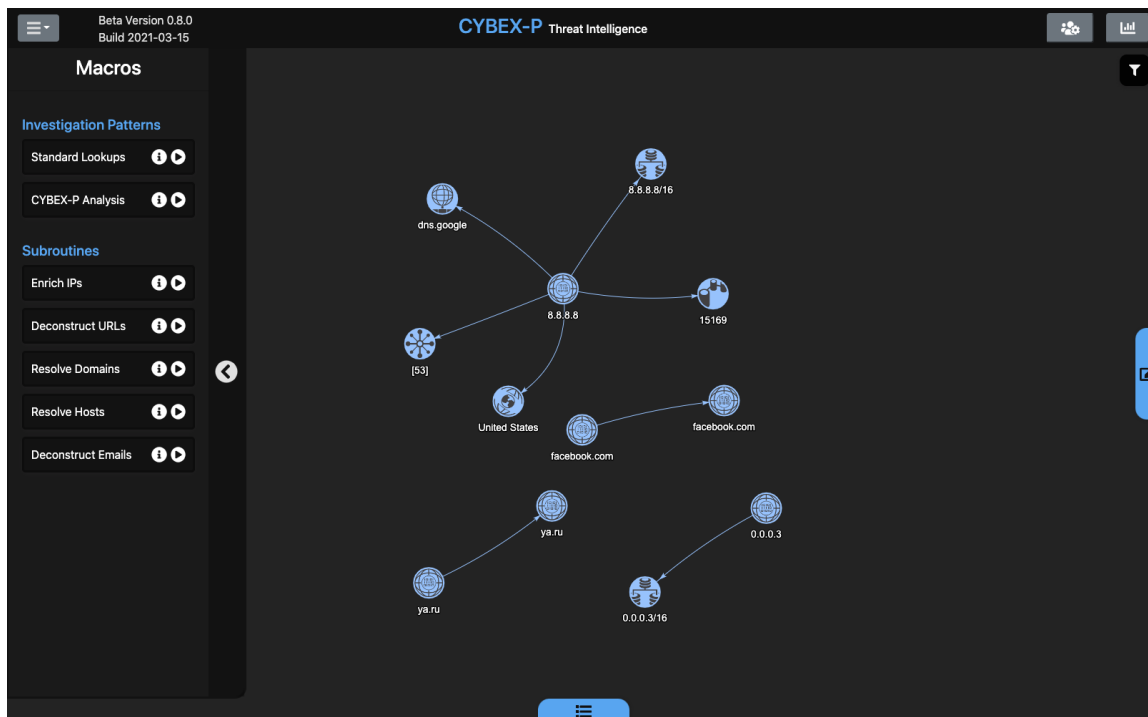 Beta Version 0.8.0
Build 2021-03-15
CYBEX-P Threat Intelligence
Macros
Investigation Patterns
Standard Lookups
CYBEX-P Analysis
Subroutines
Enrich IPs
Deconstruct URLs
Resolve Domains
Resolve Hosts
Deconstruct Emails
8.8.8.8/16
dns.google
8.8.8.8
15169
[53]
United States
facebook.com
facebook.com
ya.ru
0.0.0.3
ya.ru
0.0.0.3/16